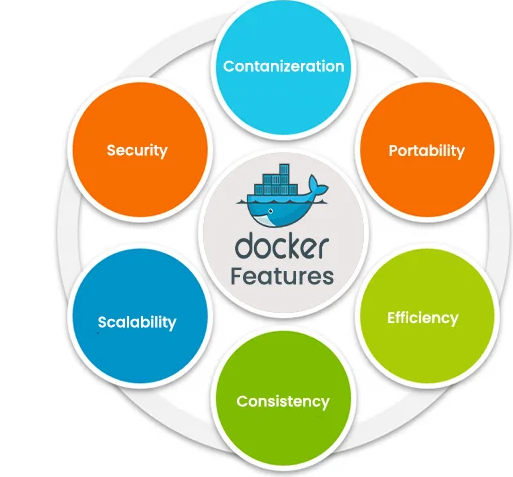 Contanizeration
Security
Portability
docker
Features
Scalability
Efficiency
Consistency